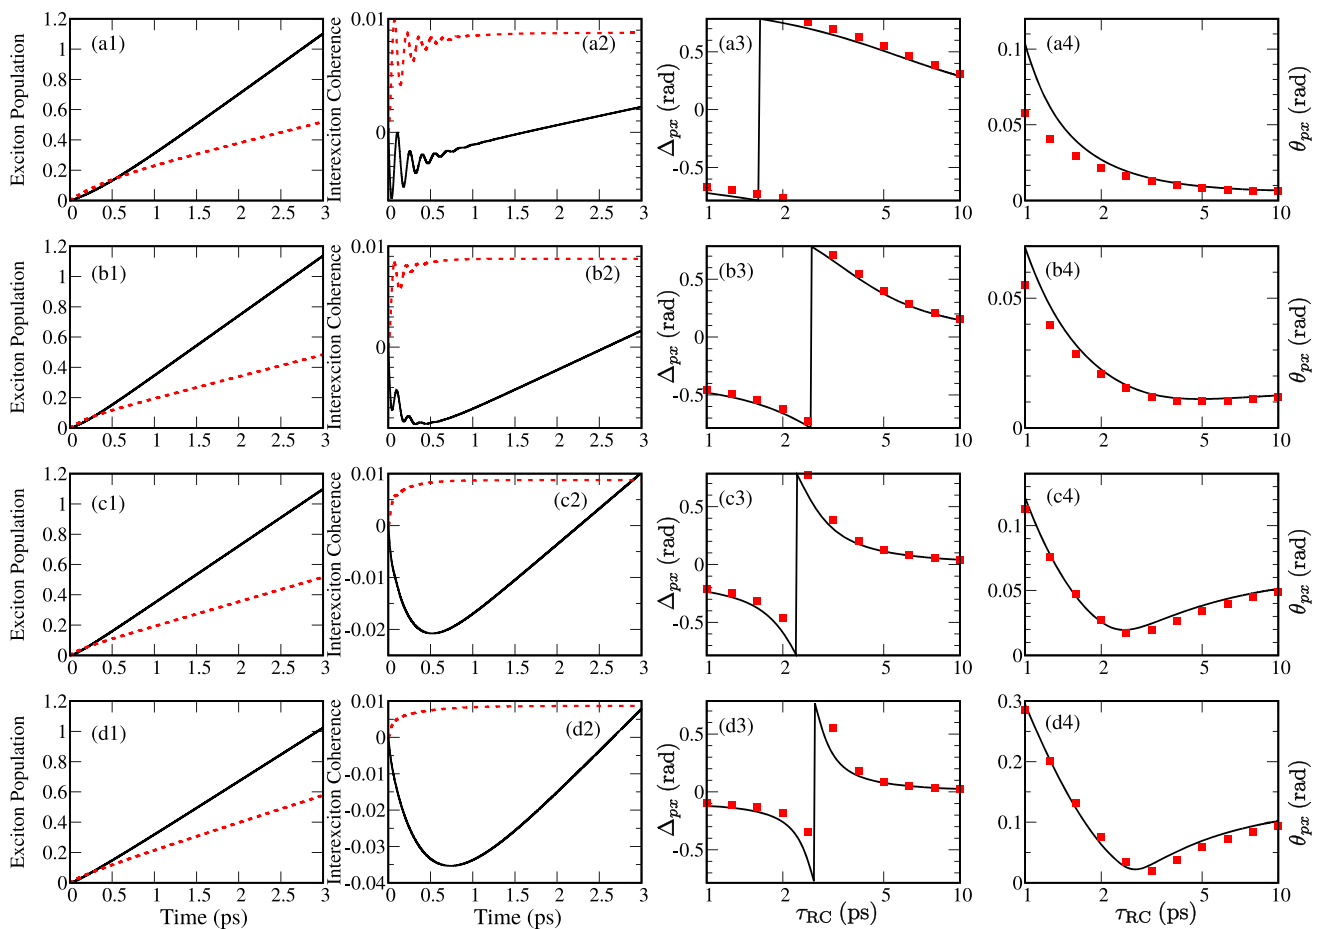 Exciton Population
1.2
1
0.8
0.6
0.4
0.2
0
(a1)
0 0.5 1 1.5 2 2.5 3
Interexciton Coherence
0.01
0
(a2)
0 0.5 1 1.5 2 2.5 3
Δpx (rad)
0.5
0
-0.5
(a3)
1 2 5 10
0.1
0.05
0
(a4)
θpx (rad)
1 2 5 10
Exciton Population
1.2
1
0.8
0.6
0.4
0.2
0
(b1)
0 0.5 1 1.5 2 2.5 3
Interexciton Coherence
0.01
0
(b2)
0 0.5 1 1.5 2 2.5 3
Δpx (rad)
0.5
0
-0.5
(b3)
1 2 5 10
0.05
0
(b4)
θpx (rad)
1 2 5 10
Exciton Population
1.2
1
0.8
0.6
0.4
0.2
0
(c1)
0 0.5 1 1.5 2 2.5 3
Interexciton Coherence
0.01
0
-0.01
-0.02
(c2)
0 0.5 1 1.5 2 2.5 3
Δpx (rad)
0.5
0
-0.5
(c3)
1 2 5 10
0.1
0.05
0
(c4)
θpx (rad)
1 2 5 10
Exciton Population
1.2
1
0.8
0.6
0.4
0.2
0
(d1)
0 0.5 1 1.5 2 2.5 3
Time (ps)
Interexciton Coherence
0.01
0
-0.01
-0.02
-0.03
-0.04
(d2)
0 0.5 1 1.5 2 2.5 3
Time (ps)
Δpx (rad)
0.5
0
-0.5
(d3)
1 2 5 10
τRC (ps)
0.3
0.2
0.1
0
(d4)
θpx (rad)
1 2 5 10
τRC (ps)